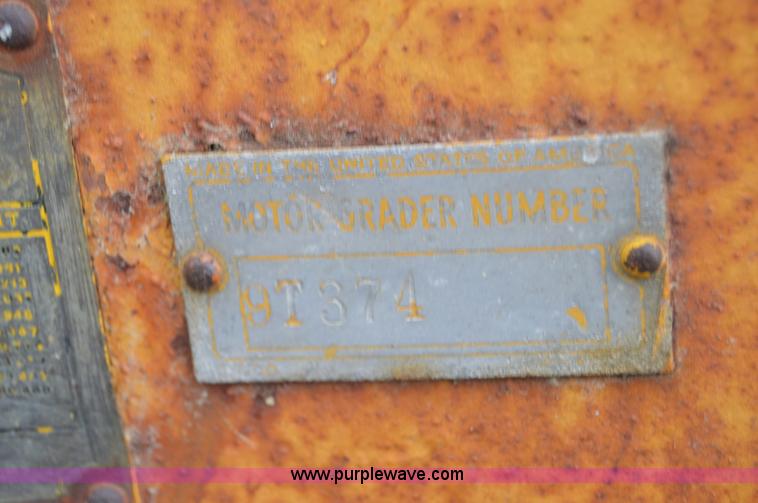 MADE IN THE UNITED STATES OF AMERICA
MOTOR GRADER NUMBER
9T374
www.purplewave.com